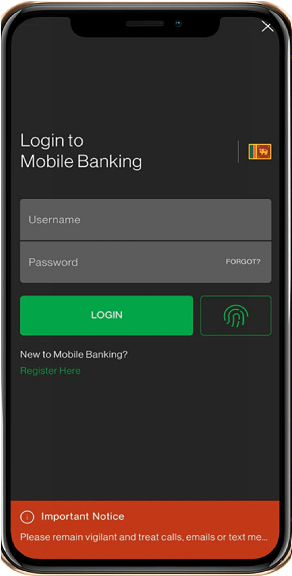 Login to
Mobile Banking
Username
Password FORGOT?
LOGIN
New to Mobile Banking?
Register Here
Important Notice
Please remain vigilant and treat calls, emails or text me...